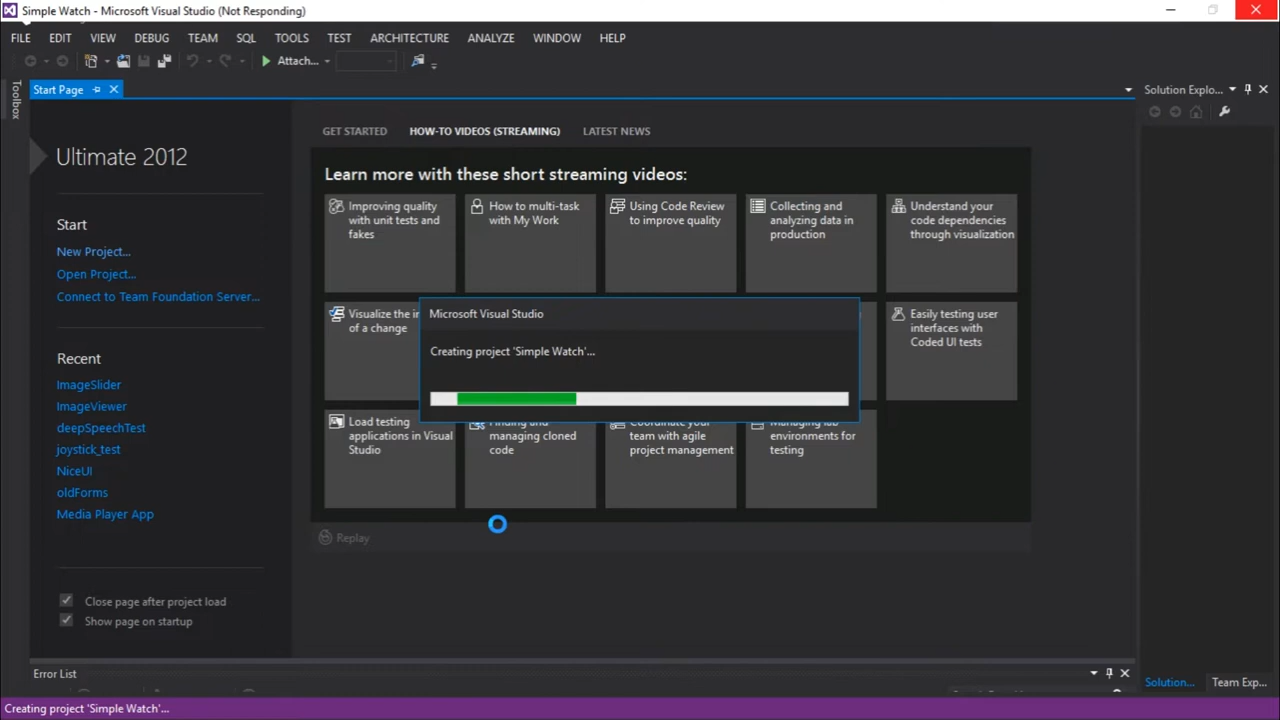 Simple Watch - Microsoft Visual Studio (Not Responding)
FILE EDIT VIEW DEBUG TEAM SQL TOOLS TEST ARCHITECTURE ANALYZE WINDOW HELP
Attach...
Toolbox
Start Page
Solution Explo...
Ultimate 2012
Start
New Project...
Open Project...
Connect to Team Foundation Server...
Recent
ImageSlider
ImageViewer
deepSpeechTest
joystick_test
NiceUI
oldForms
Media Player App
Close page after project load
Show page on startup
GET STARTED HOW-TO VIDEOS (STREAMING) LATEST NEWS
Learn more with these short streaming videos:
Improving quality
with unit tests and
fakes
How to multi-task
with My Work
Using Code Review
to improve quality
Collecting and
analyzing data in
production
Understand your
code dependencies
through visualization
Visualize the
of a change
Easily testing user
interfaces with
Coded UI tests
Microsoft Visual Studio
Creating project 'Simple Watch'...
Load testing
applications in Visual
Studio
Finding and
managing cloned
code
Coordinate your
team with agile
project management
Managing lab
environments for
testing
Replay
Error List
Solution...
Team Exp...
Creating project 'Simple Watch'...